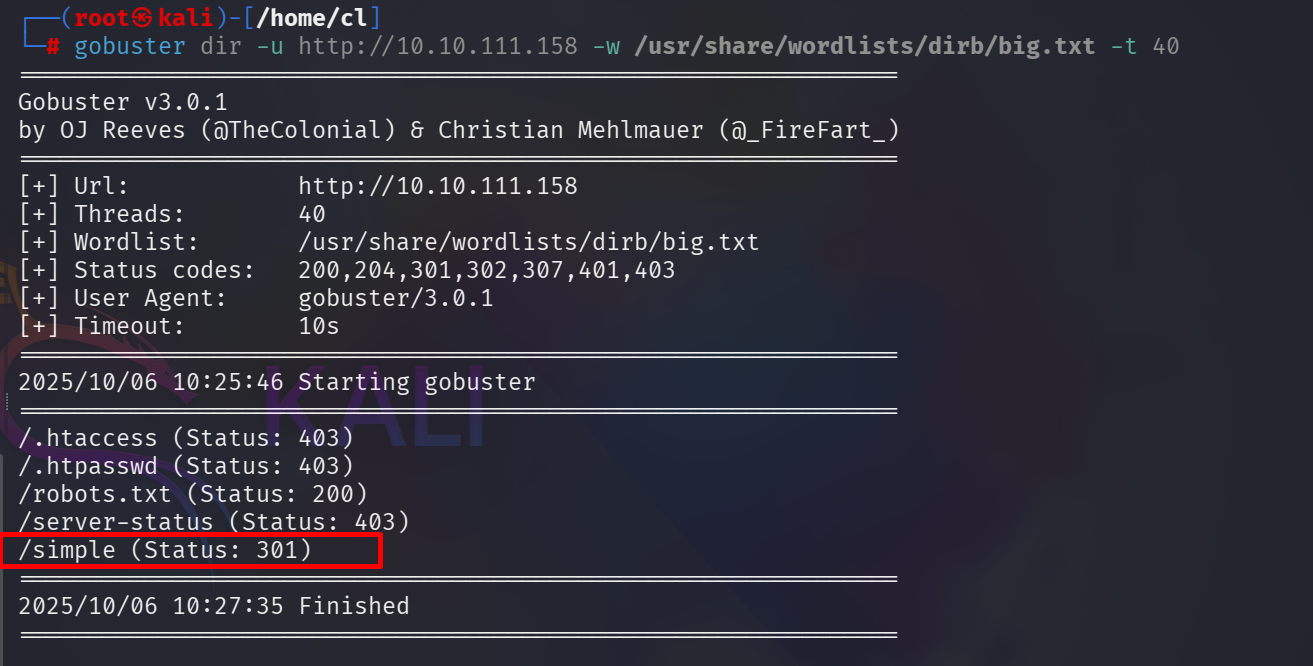 ┌──(root㉿kali)-[/home/cl]
└─# gobuster dir -u http://10.10.111.158 -w /usr/share/wordlists/dirb/big.txt -t 40
===============================================================
Gobuster v3.0.1
by OJ Reeves (@TheColonial) & Christian Mehlmauer (@_FireFart_)
===============================================================
[+] Url:            http://10.10.111.158
[+] Threads:        40
[+] Wordlist:       /usr/share/wordlists/dirb/big.txt
[+] Status codes:   200,204,301,302,307,401,403
[+] User Agent:     gobuster/3.0.1
[+] Timeout:        10s
===============================================================
2025/10/06 10:25:46 Starting gobuster
===============================================================
KALI
/.htaccess (Status: 403)
/.htpasswd (Status: 403)
/robots.txt (Status: 200)
/server-status (Status: 403)
/simple (Status: 301)
===============================================================
2025/10/06 10:27:35 Finished
===============================================================